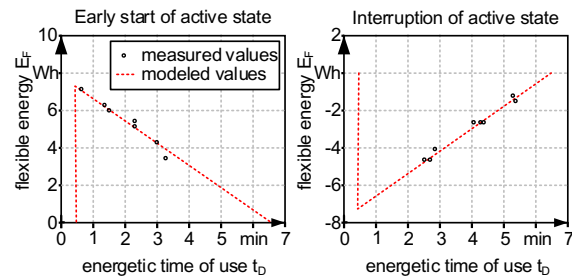 Early start of active state
flexible energy E_F
10
Wh
6
4
2
0
measured values
modeled values
0 1 2 3 4 5 min 7
energetic time of use t_D
Interruption of active state
flexible energy E_F
2
Wh
-2
-4
-6
-8
0 1 2 3 4 5 min 7
energetic time of use t_D